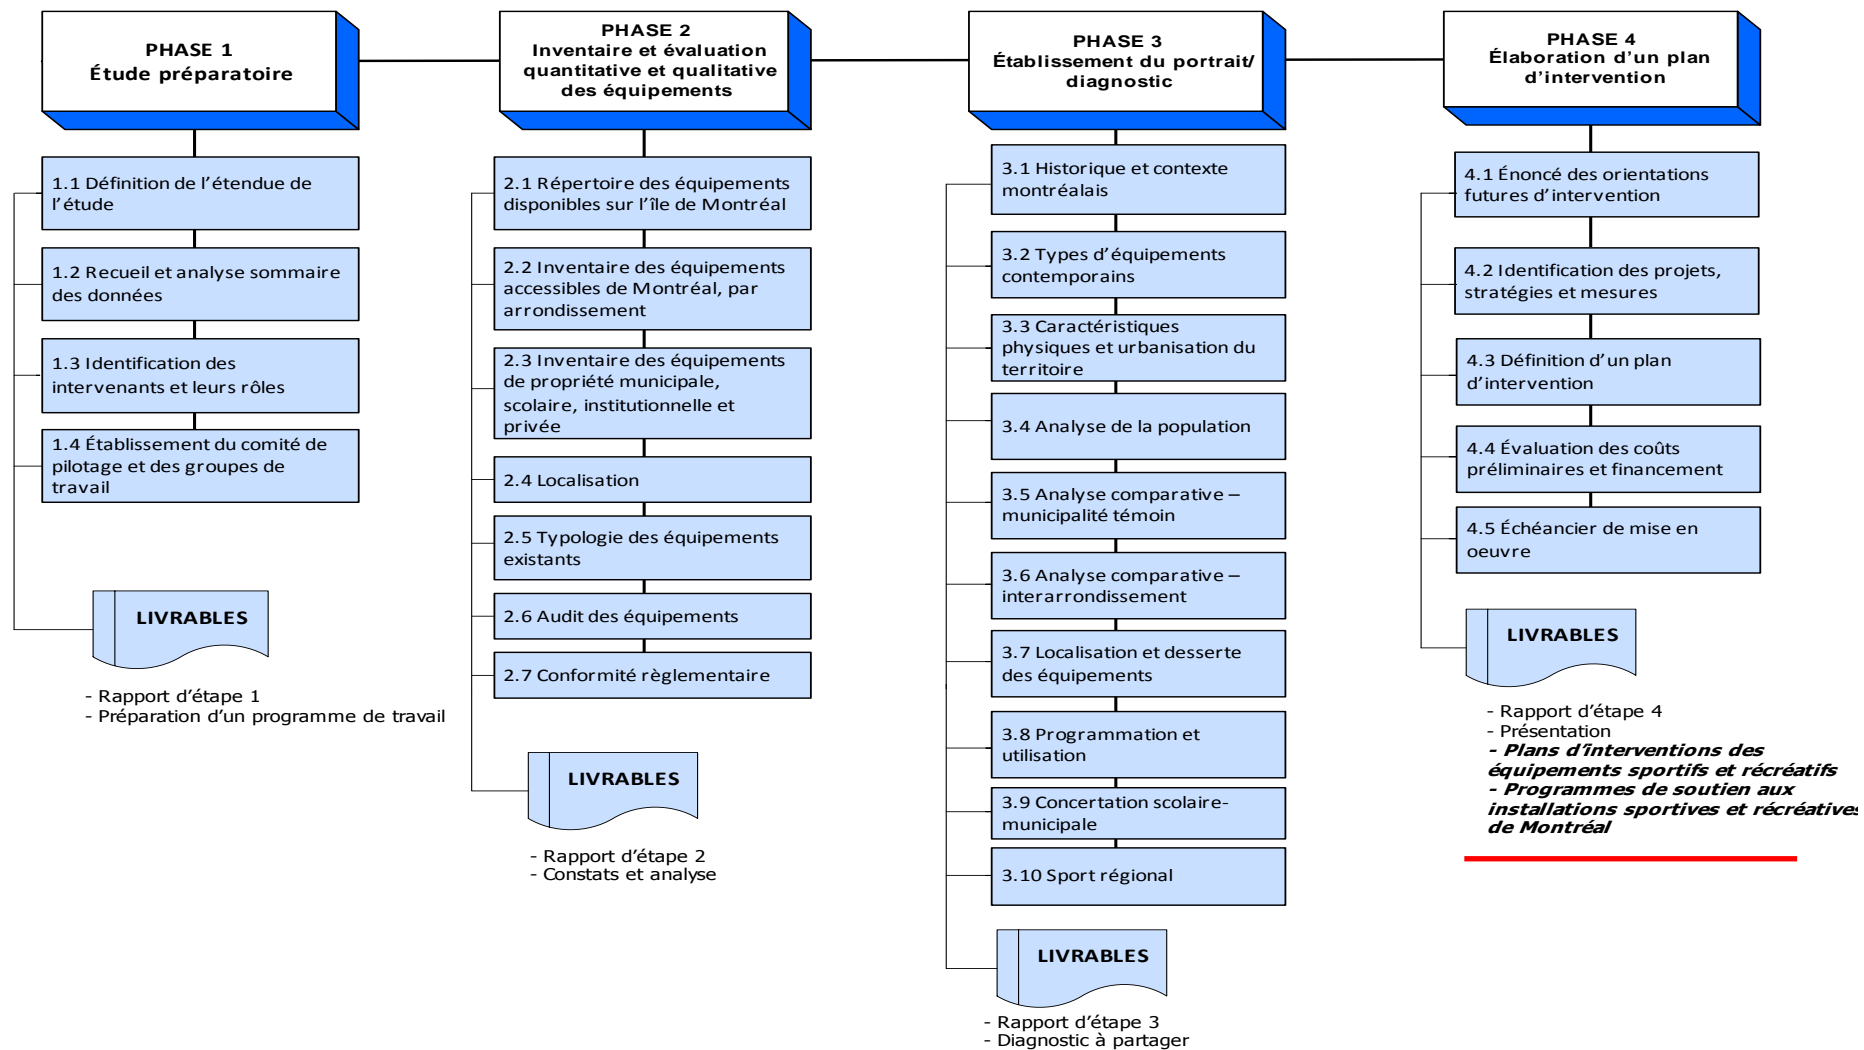 PHASE 1
Étude préparatoire
1.1 Définition de l’étendue de
l’étude
1.2 Recueil et analyse sommaire
des données
1.3 Identification des
intervenants et leurs rôles
1.4 Établissement du comité de
pilotage et des groupes de
travail
LIVRABLES
- Rapport d’étape 1
- Préparation d’un programme de travail
PHASE 2
Inventaire et évaluation
quantitative et qualitative
des équipements
2.1 Répertoire des équipements
disponibles sur l’île de Montréal
2.2 Inventaire des équipements
accessibles de Montréal, par
arrondissement
2.3 Inventaire des équipements
de propriété municipale,
scolaire, institutionnelle et
privée
2.4 Localisation
2.5 Typologie des équipements
existants
2.6 Audit des équipements
2.7 Conformité règlementaire
LIVRABLES
- Rapport d’étape 2
- Constats et analyse
PHASE 3
Établissement du portrait/
diagnostic
3.1 Historique et contexte
montréalais
3.2 Types d’équipements
contemporains
3.3 Caractéristiques
physiques et urbanisation du
territoire
3.4 Analyse de la population
3.5 Analyse comparative –
municipalité témoin
3.6 Analyse comparative –
interarrondissement
3.7 Localisation et desserte
des équipements
3.8 Programmation et
utilisation
3.9 Concertation scolaire-
municipale
3.10 Sport régional
LIVRABLES
- Rapport d’étape 3
- Diagnostic à partager
PHASE 4
Élaboration d’un plan
d’intervention
4.1 Énoncé des orientations
futures d’intervention
4.2 Identification des projets,
stratégies et mesures
4.3 Définition d’un plan
d’intervention
4.4 Évaluation des coûts
préliminaires et financement
4.5 Échéancier de mise en
oeuvre
LIVRABLES
- Rapport d’étape 4
- Présentation
- Plans d’interventions des
équipements sportifs et récréatifs
- Programmes de soutien aux
installations sportives et récréatives
de Montréal